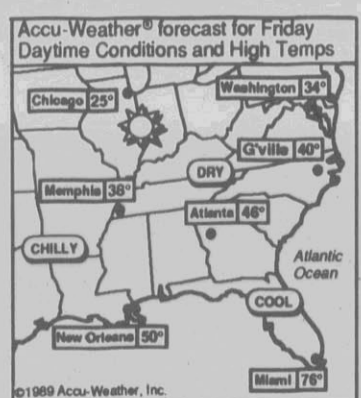 Accu-Weather® forecast for Friday
Daytime Conditions and High Temps
Washington 34°
Chicago 25°
G'ville 40°
DRY
Memphis 38°
Atlanta 46°
CHILLY
Atlantic
Ocean
COOL
New Orleans 50°
Miami 76°
©1989 Accu-Weather, Inc.